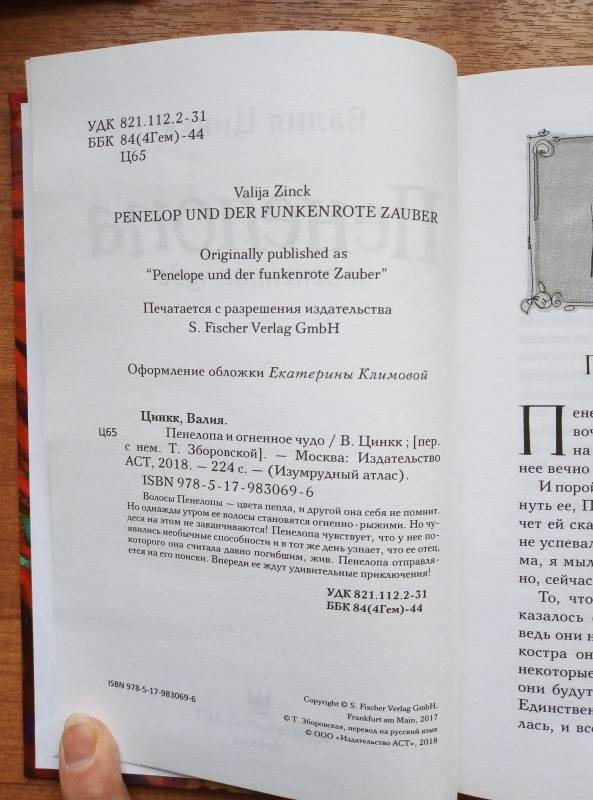 УДК 821.112.2-31
ББК 84(4Гем)-44
Ц65
Valija Zinck
PENELOP UND DER FUNKENROTE ZAUBER
Originally published as
“Penelope und der funkenrote Zauber”
Печатается с разрешения издательства
S. Fischer Verlag GmbH
Оформление обложки Екатерины Климовой
Цинкк, Валия.
Ц65 Пенелопа и огненное чудо / В. Цинкк ; [пер.
с нем. Т. Зборовской]. — Москва: Издательство
АСТ, 2018. — 224 с. — (Изумрудный атлас).
ISBN 978-5-17-983069-6
Волосы Пенелопы — цвета пепла, и другой она себя не помнит.
Но однажды утром ее волосы становятся огненно-рыжими. Но чу-
деса на этом не заканчиваются! Пенелопа чувствует, что у нее по-
явились необычные способности и в тот же день узнает, что ее отец,
которого она считала давно погибшим, жив. Пенелопа отправля-
ется на его поиски. Впереди ее ждут удивительные приключения!
УДК 821.112.2-31
ББК 84(4Гем)-44
ISBN 978-5-17-983069-6
Copyright © S. Fischer Verlag GmbH.
Frankfurt am Main, 2017
© Т. Зборовская, перевод на русский язык
© ООО «Издательство АСТ», 2018
Пене
воч
на
нее вечно
И порой
нуть ее, П
чет ей ска
не успевал
ма, я мыл
но, сейчас
То, что
казалось
ведь они н
костра он
некоторые
они будут
Единствен
лась, и вс